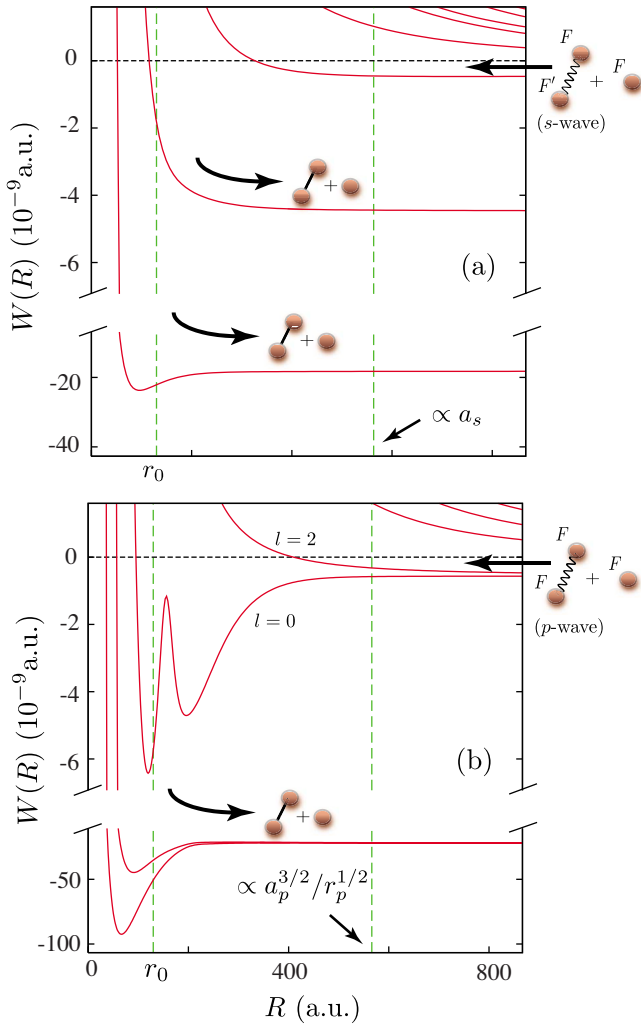 F
F
0
F′
+
(s-wave)
-2
+
-4
W(R) (10⁻⁹a.u.)
-6
(a)
+
-20
∝ aₛ
-40
r₀
F
F
0
l = 2
F
+
(p-wave)
l = 0
-2
-4
W(R) (10⁻⁹a.u.)
(b)
-6
+
-50
∝ aₚ^{3/2}/rₚ^{1/2}
-100
0 r₀ 400 800
R (a.u.)